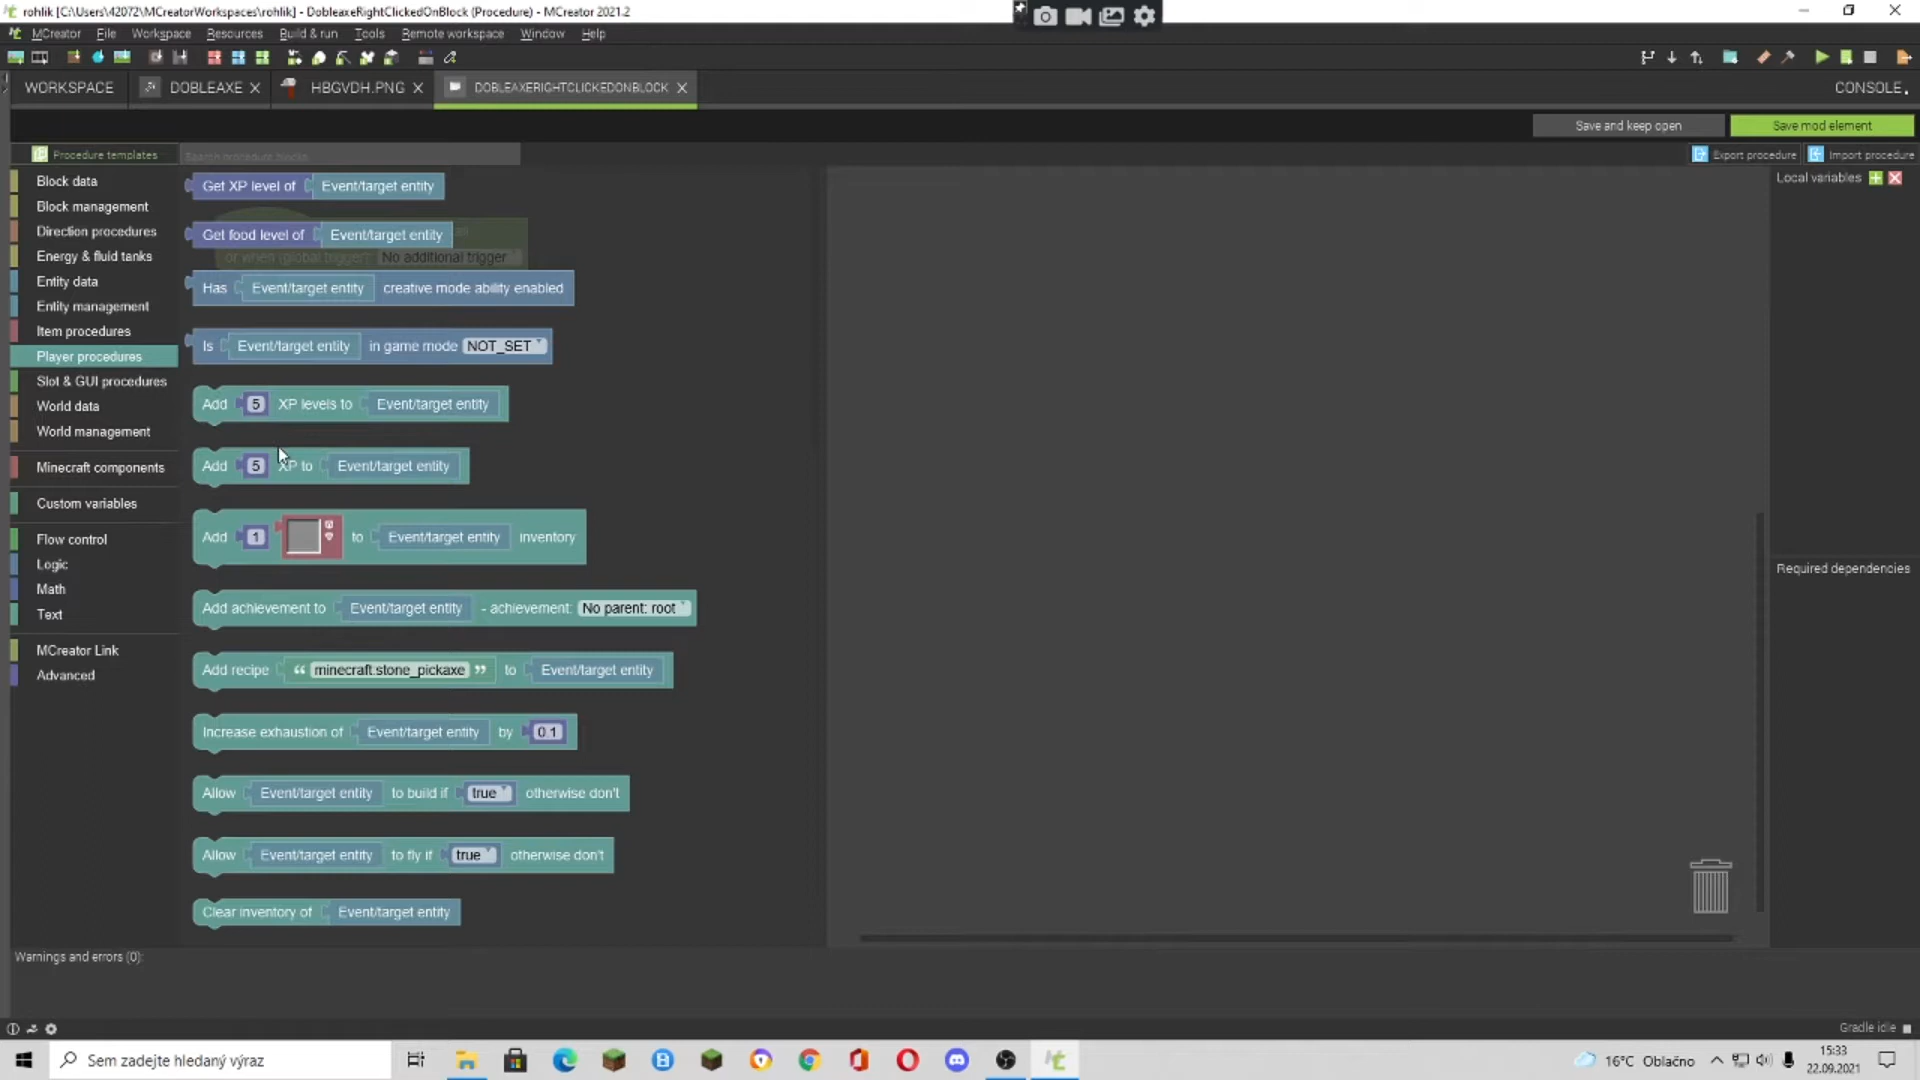 rohlik [C:\Users\42072\MCreatorWorkspaces\rohlik] - DobleaxeRightClickedOnBlock (Procedure) - MCreator 2021.2
MCreator File Workspace Resources Build & run Tools Remote workspace Window Help
WORKSPACE DOBLEAXE HBGVDH.PNG DOBLEAXERIGHTCLICKEDONBLOCK CONSOLE
Save and keep open Save mod element
Procedure templates Search procedure blocks Export procedure Import procedure
Block data
Block management
Direction procedures
Energy & fluid tanks
Entity data
Entity management
Item procedures
Player procedures
Slot & GUI procedures
World data
World management
Minecraft components
Custom variables
Flow control
Logic
Math
Text
MCreator Link
Advanced
Get XP level of Event/target entity
Get food level of Event/target entity
or when (global trigger): No additional trigger
Has Event/target entity creative mode ability enabled
Is Event/target entity in game mode NOT_SET
Add 5 XP levels to Event/target entity
Add 5 XP to Event/target entity
Add 1 to Event/target entity inventory
Add achievement to Event/target entity - achievement: No parent: root
Add recipe “ minecraft:stone_pickaxe ” to Event/target entity
Increase exhaustion of Event/target entity by 0.1
Allow Event/target entity to build if true otherwise don't
Allow Event/target entity to fly if true otherwise don't
Clear inventory of Event/target entity
Local variables
Required dependencies
Warnings and errors (0):
Gradle idle
Sem zadejte hledaný výraz
16°C Oblačno
15:33
22.09.2021